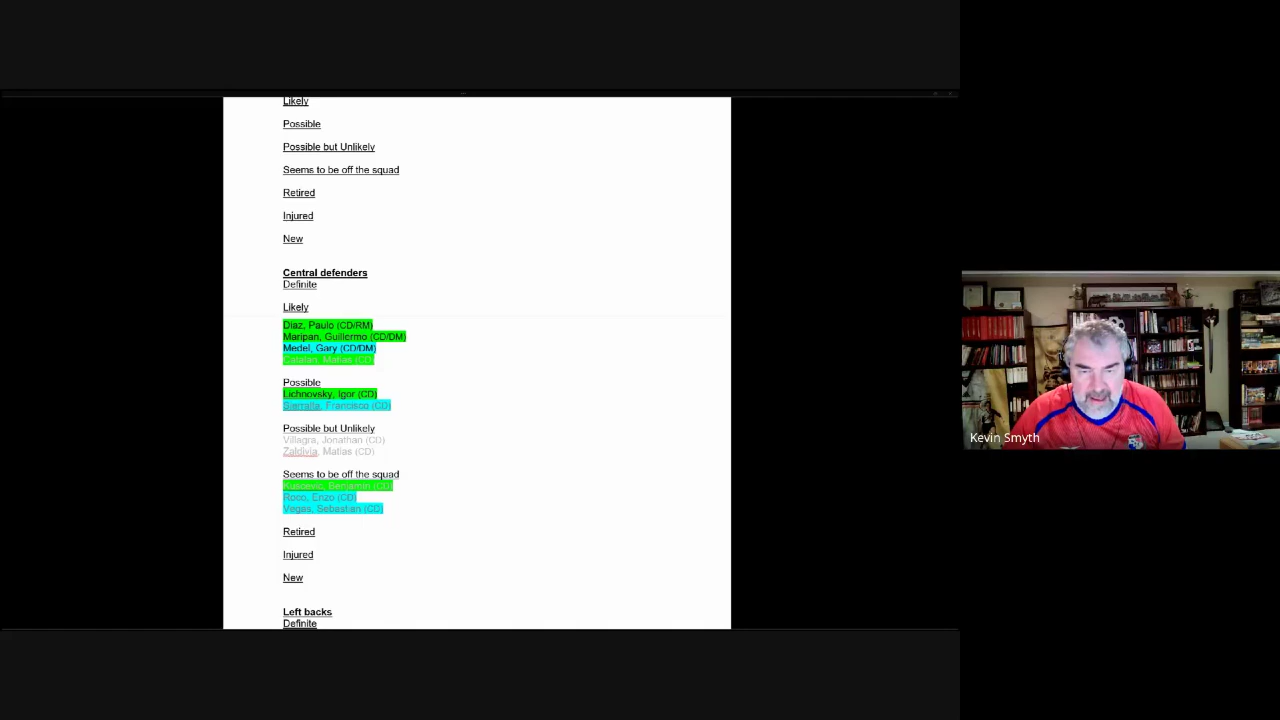 Likely
Possible
Possible but Unlikely
Seems to be off the squad
Retired
Injured
New
Central defenders
Definite
Likely
Diaz, Paulo (CD/RM)
Maripan, Guillermo (CD/DM)
Medel, Gary (CD/DM)
Catalan, Matias (CD)
Possible
Lichnovsky, Igor (CD)
Sierralta, Francisco (CD)
Possible but Unlikely
Villagra, Jonathan (CD)
Zaldivia, Matias (CD)
Seems to be off the squad
Kuscevic, Benjamin (CD)
Roco, Enzo (CD)
Vegas, Sebastian (CD)
Retired
Injured
New
Left backs
Definite
Kevin Smyth